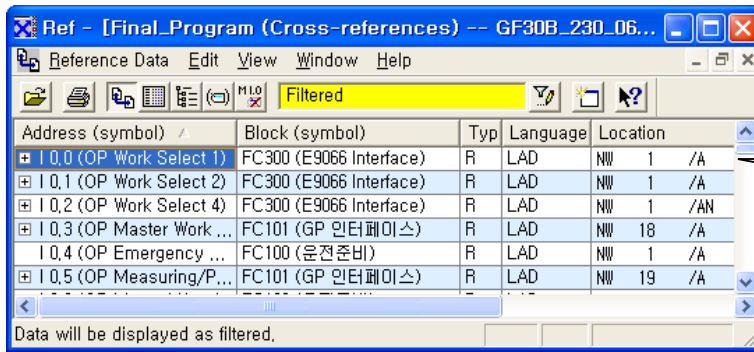 Ref - [Final_Program (Cross-references) -- GF30B_230_06...
Reference Data Edit View Window Help
Filtered
Address (symbol) Block (symbol) Typ Language Location
I 0,0 (OP Work Select 1) FC300 (E9066 Interface) R LAD NW 1 /A
I 0,1 (OP Work Select 2) FC300 (E9066 Interface) R LAD NW 1 /A
I 0,2 (OP Work Select 4) FC300 (E9066 Interface) R LAD NW 1 /AN
I 0,3 (OP Master Work ... FC101 (GP 인터페이스) R LAD NW 18 /A
I 0,4 (OP Emergency ... FC100 (운전준비) R LAD NW 1 /A
I 0,5 (OP Measuring/P... FC101 (GP 인터페이스) R LAD NW 19 /A
Data will be displayed as filtered,